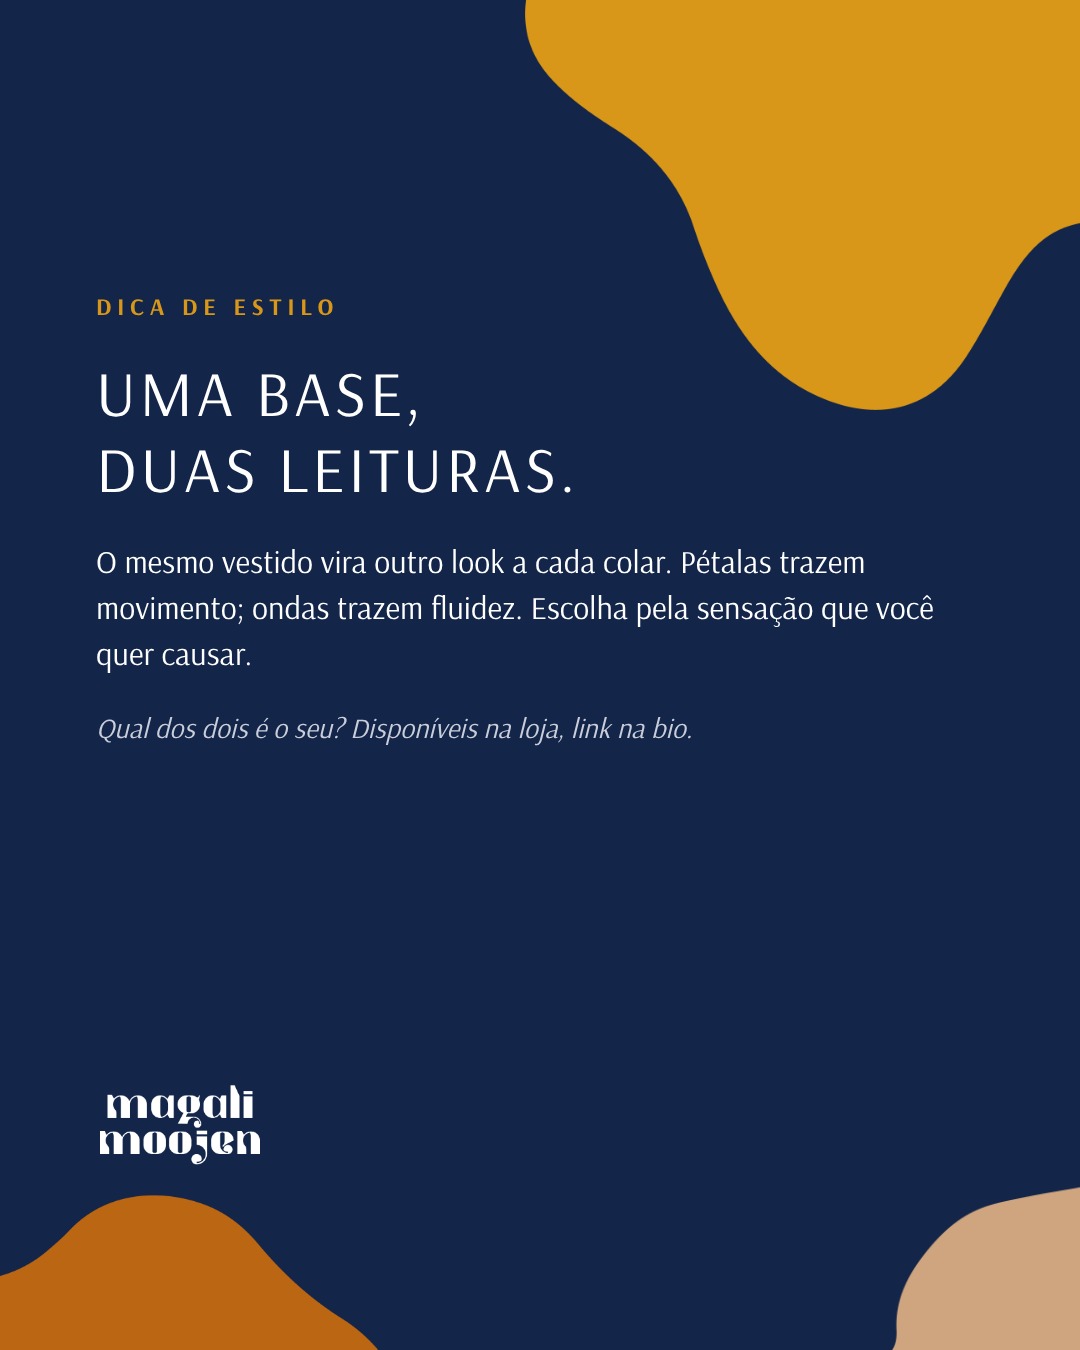 DICA DE ESTILO
UMA BASE,
DUAS LEITURAS.
O mesmo vestido vira outro look a cada colar. Pétalas trazem
movimento; ondas trazem fluidez. Escolha pela sensação que você
quer causar.
Qual dos dois é o seu? Disponíveis na loja, link na bio.
magali
moojen